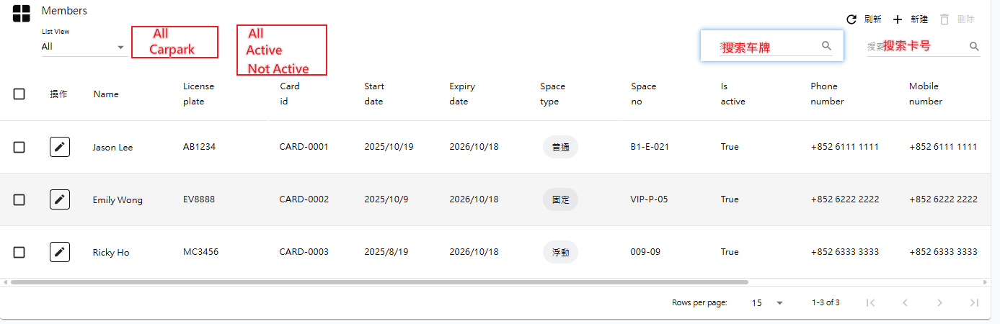 Members
刷新
新建
刪除
List View
All
All
Carpark
All
Active
Not Active
搜索车牌
搜索卡号
操作
Name
License
plate
Card
id
Start
date
Expiry
date
Space
type
Space
no
Is
active
Phone
number
Mobile
number
Jason Lee
AB1234
CARD-0001
2025/10/19
2026/10/18
普通
B1-E-021
True
+852 6111 1111
+852 6111 1111
Emily Wong
EV8888
CARD-0002
2025/10/9
2026/10/18
固定
VIP-P-05
True
+852 6222 2222
+852 6222 2222
Ricky Ho
MC3456
CARD-0003
2025/8/19
2026/10/18
浮動
009-09
True
+852 6333 3333
+852 6333 3333
Rows per page:
15
1-3 of 3